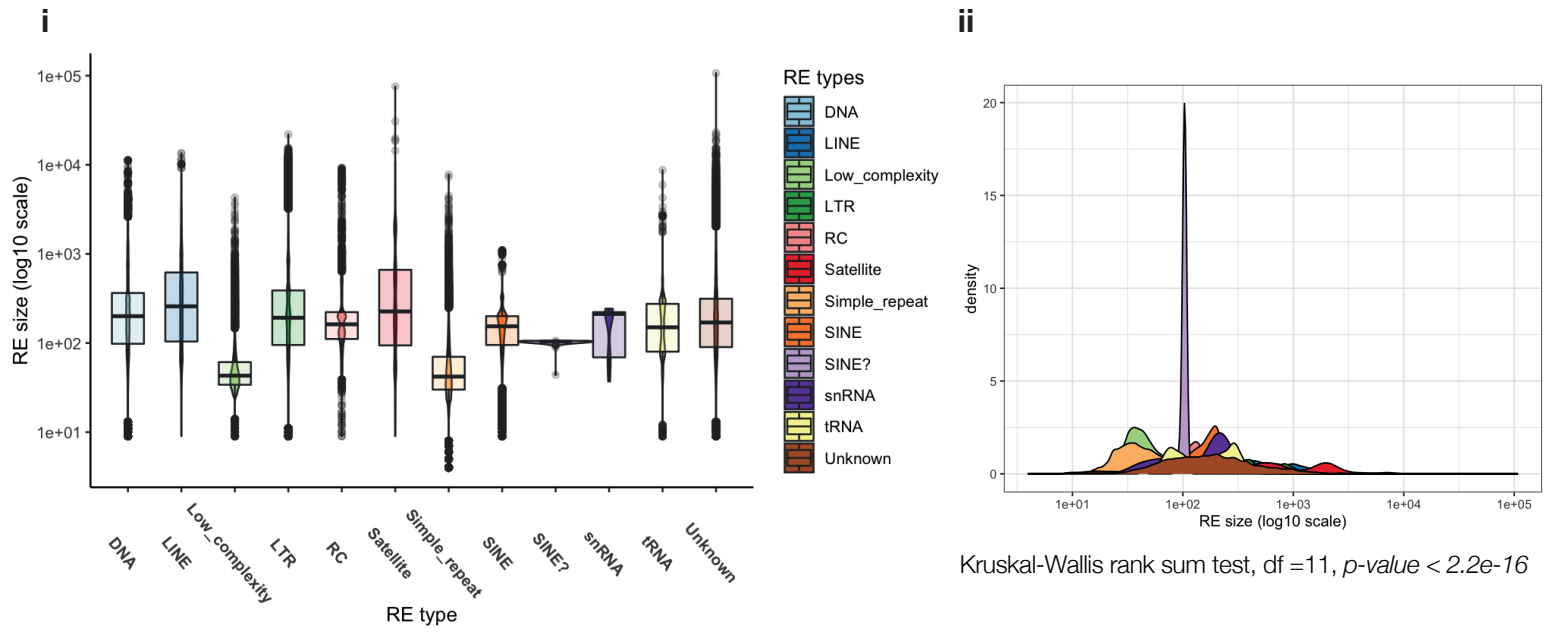 i
RE size (log10 scale)
1e+05
1e+04
1e+03
1e+02
1e+01
DNA
LINE
Low_complexity
LTR
RC
Satellite
Simple_repeat
SINE
SINE?
snRNA
tRNA
Unknown
RE type
RE types
DNA
LINE
Low_complexity
LTR
RC
Satellite
Simple_repeat
SINE
SINE?
snRNA
tRNA
Unknown
ii
density
20
15
10
5
0
1e+01 1e+02 1e+03 1e+04 1e+05
RE size (log10 scale)
Kruskal-Wallis rank sum test, df =11, p-value < 2.2e-16